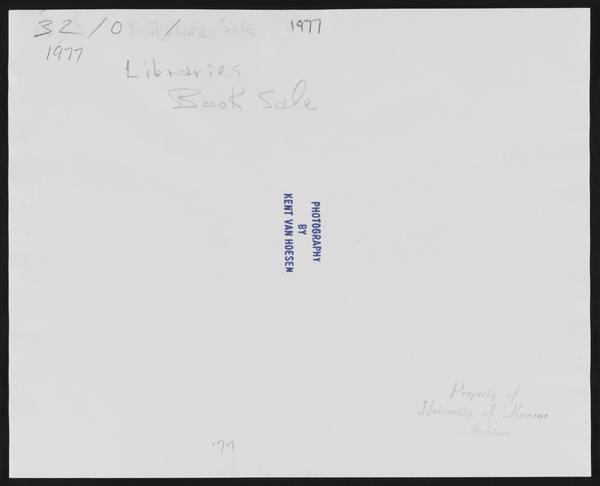 32/0 Sale 1977
1977
Libraries
Book Sale
PHOTOGRAPHY
BY
KENT VAN HOESEN
Property of
University of Kansas
Archives
'77